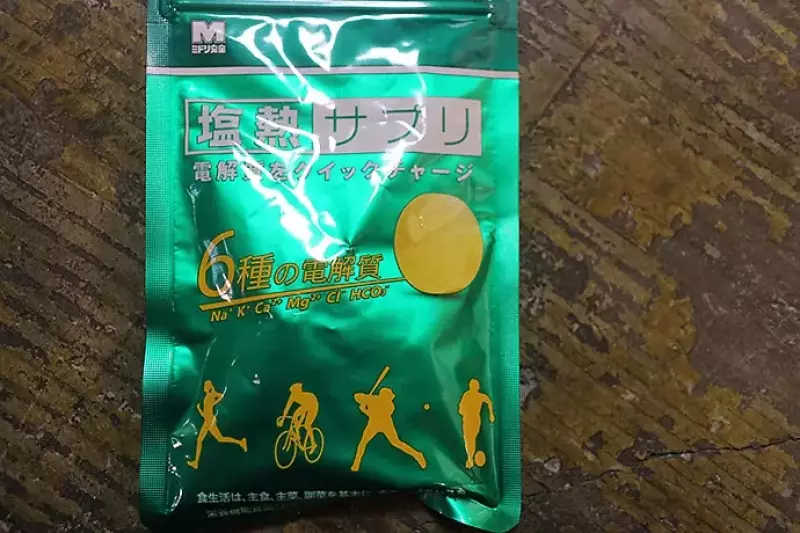 M
ミドリ安全
塩熱サプリ
電解質をクイックチャージ
6種の電解質
Na⁺ K⁺ Ca²⁺ Mg²⁺ Cl⁻ HCO₃⁻
食生活は、主食、主菜、副菜を基本に、